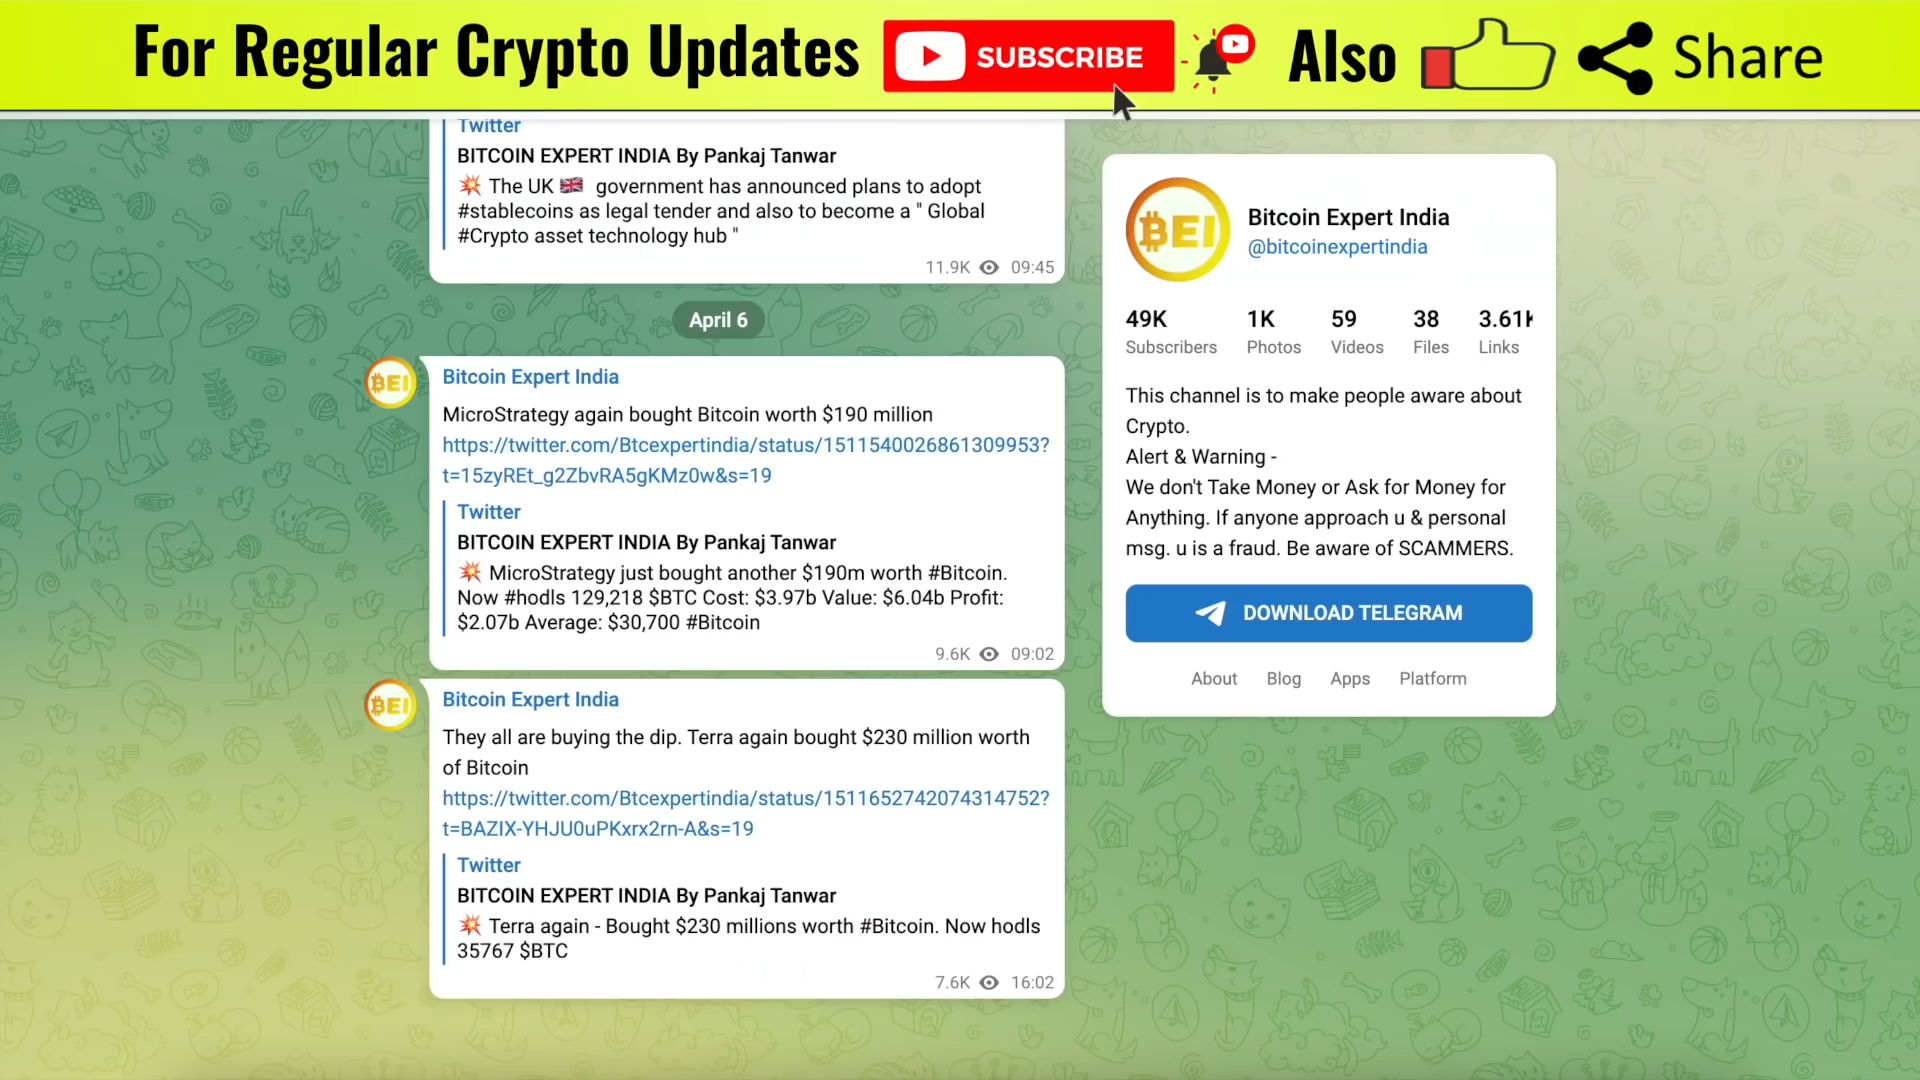 For Regular Crypto Updates SUBSCRIBE Also Share
Twitter
BITCOIN EXPERT INDIA By Pankaj Tanwar
💥 The UK 🇬🇧 government has announced plans to adopt
#stablecoins as legal tender and also to become a " Global
#Crypto asset technology hub "
11.9K 09:45
April 6
BEI
Bitcoin Expert India
MicroStrategy again bought Bitcoin worth $190 million
https://twitter.com/Btcexpertindia/status/1511540026861309953?
t=15zyREt_g2ZbvRA5gKMz0w&s=19
Twitter
BITCOIN EXPERT INDIA By Pankaj Tanwar
💥 MicroStrategy just bought another $190m worth #Bitcoin.
Now #hodls 129,218 $BTC Cost: $3.97b Value: $6.04b Profit:
$2.07b Average: $30,700 #Bitcoin
9.6K 09:02
BEI
Bitcoin Expert India
They all are buying the dip. Terra again bought $230 million worth
of Bitcoin
https://twitter.com/Btcexpertindia/status/1511652742074314752?
t=BAZIX-YHJU0uPKxrx2rn-A&s=19
Twitter
BITCOIN EXPERT INDIA By Pankaj Tanwar
💥 Terra again - Bought $230 millions worth #Bitcoin. Now hodls
35767 $BTC
7.6K 16:02
BEI
Bitcoin Expert India
@bitcoinexpertindia
49K 1K 59 38 3.61K
Subscribers Photos Videos Files Links
This channel is to make people aware about
Crypto.
Alert & Warning -
We don't Take Money or Ask for Money for
Anything. If anyone approach u & personal
msg. u is a fraud. Be aware of SCAMMERS.
DOWNLOAD TELEGRAM
About Blog Apps Platform